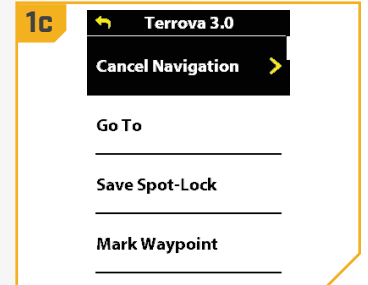 1c
Terrova 3.0
Cancel Navigation
Go To
Save Spot-Lock
Mark Waypoint